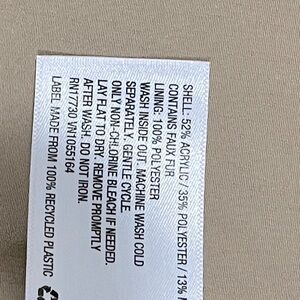 SHELL: 52% ACRYLIC / 35% POLYESTER / 13%
CONTAINS FAUX FUR
LINING: 100% POLYESTER
WASH INSIDE OUT. MACHINE WASH COLD
SEPARATELY. GENTLE CYCLE.
ONLY NON-CHLORINE BLEACH IF NEEDED.
LAY FLAT TO DRY. REMOVE PROMPTLY
AFTER WASH. DO NOT IRON.
RN17730 VN1055164
LABEL MADE FROM 100% RECYCLED PLASTIC